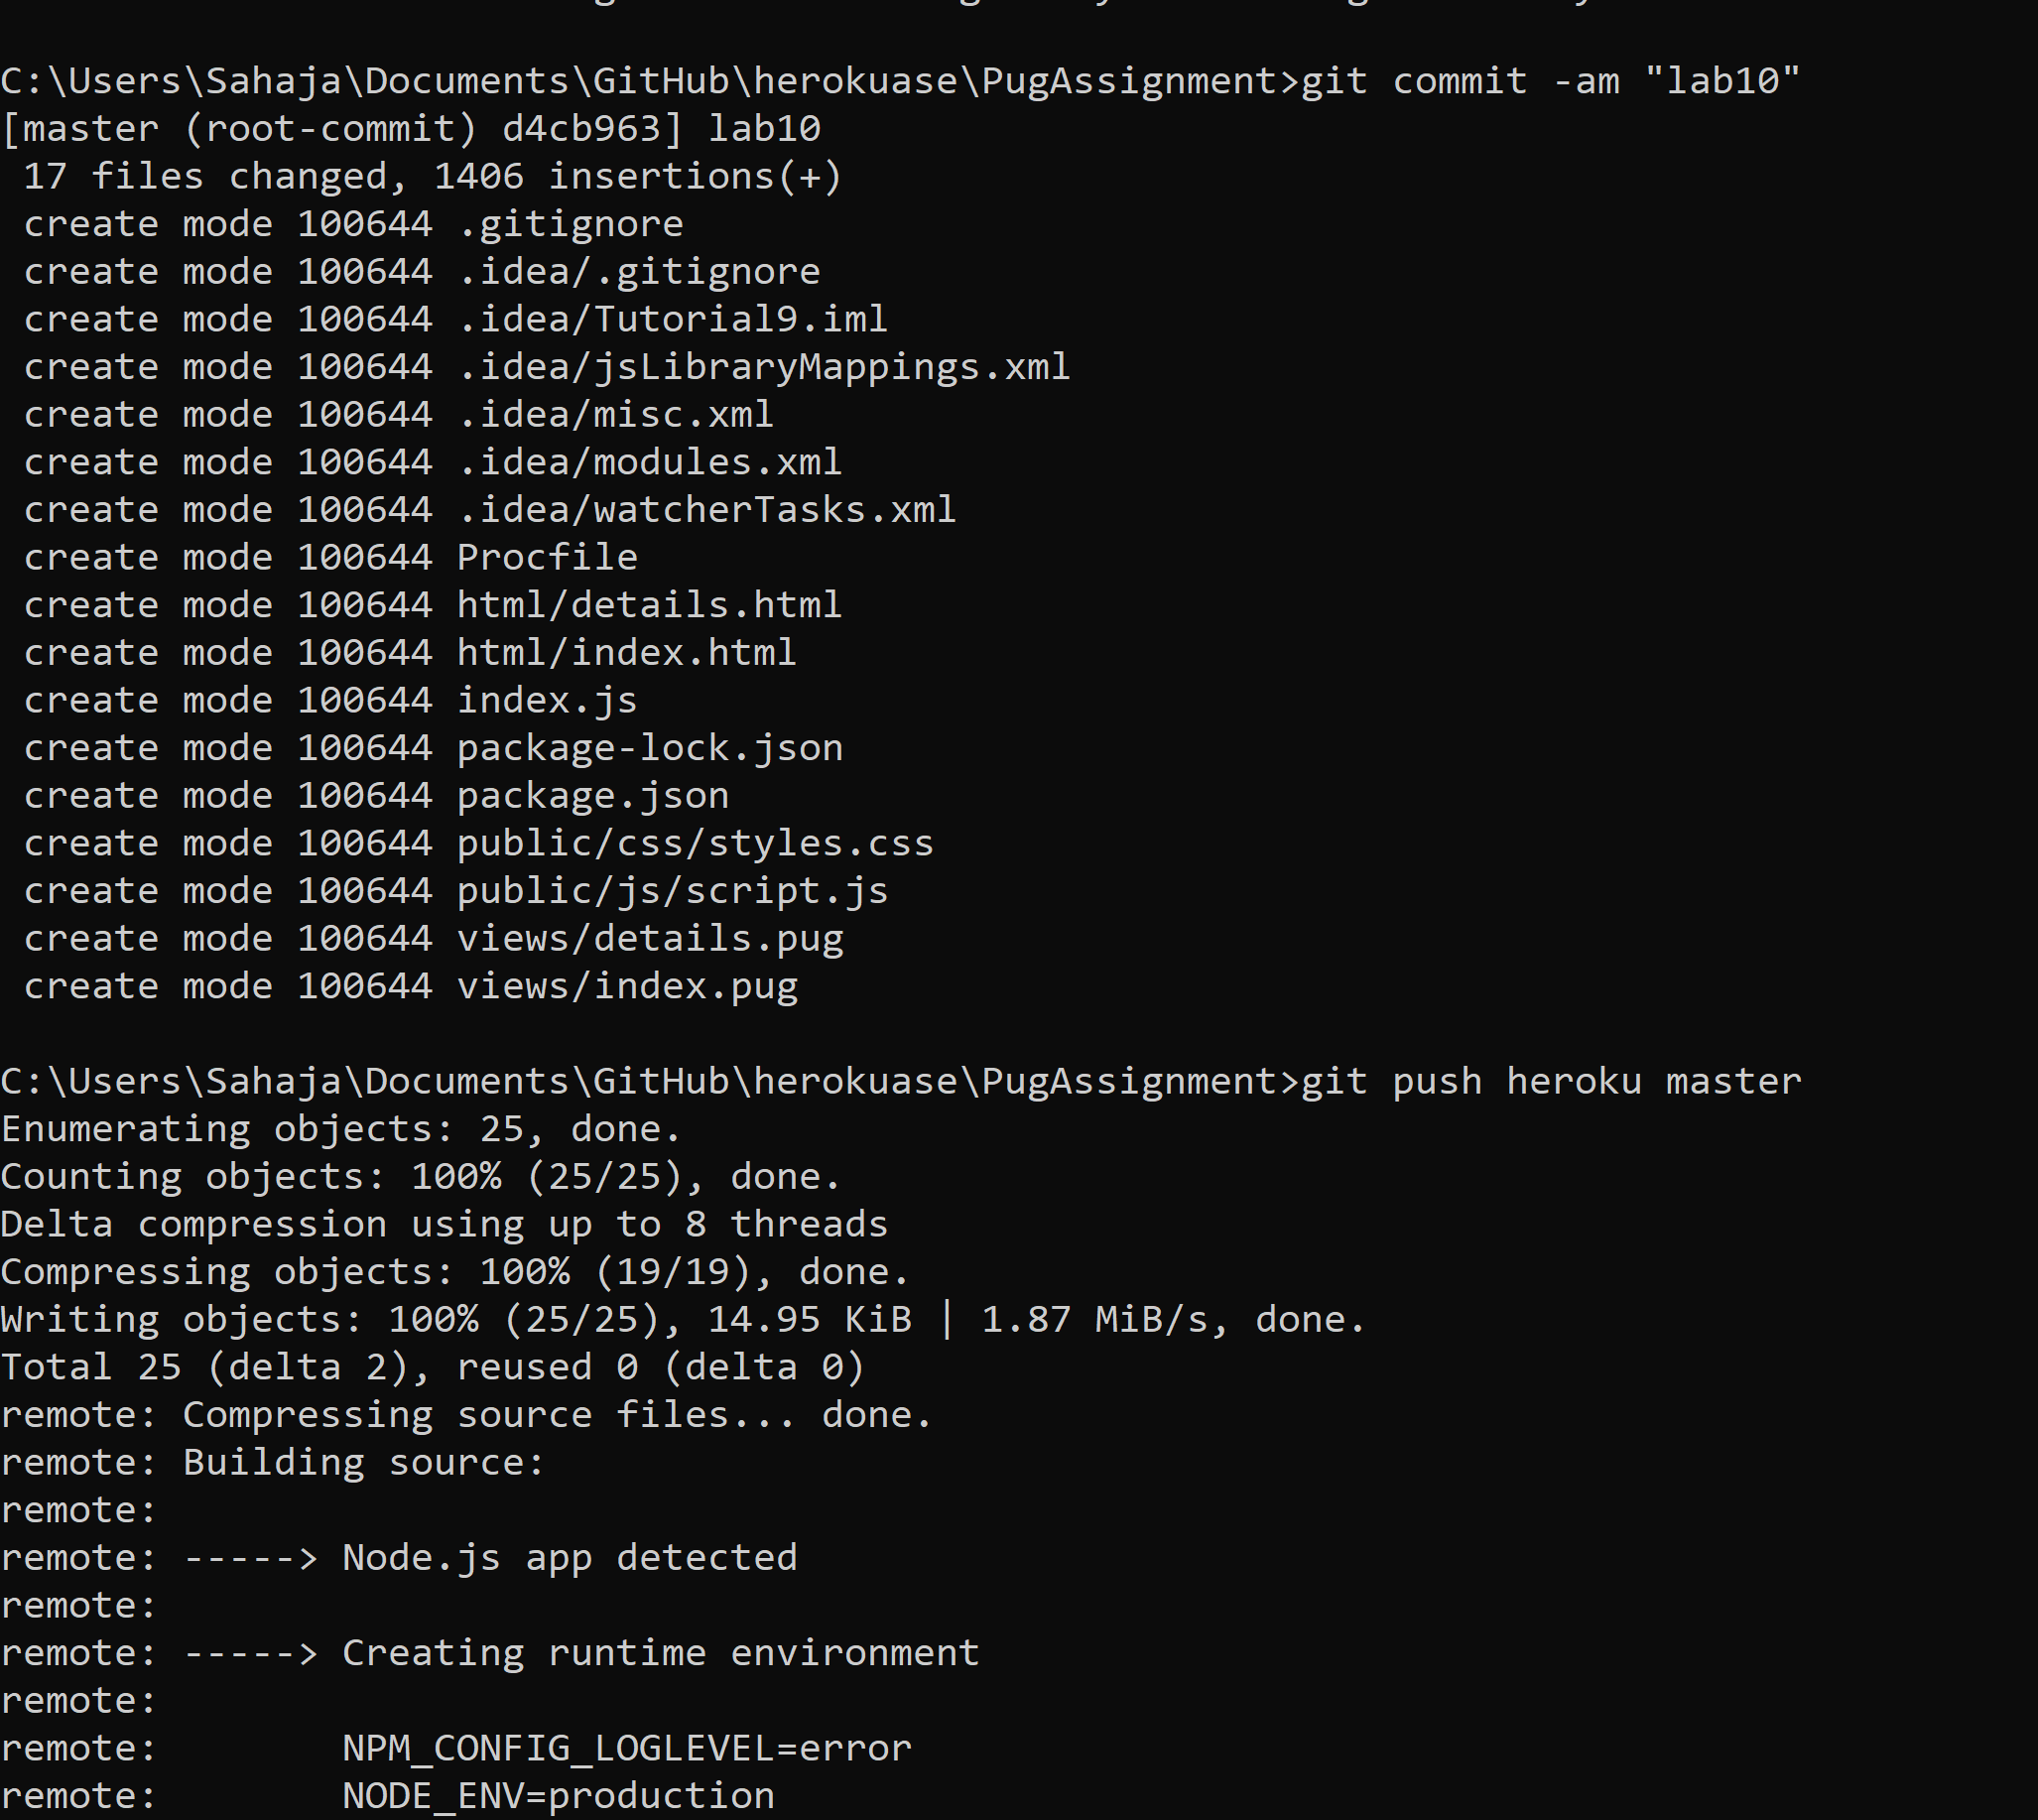 C:\Users\Sahaja\Documents\GitHub\herokuase\PugAssignment>git commit -am "lab10"
[master (root-commit) d4cb963] lab10
 17 files changed, 1406 insertions(+)
 create mode 100644 .gitignore
 create mode 100644 .idea/.gitignore
 create mode 100644 .idea/Tutorial9.iml
 create mode 100644 .idea/jsLibraryMappings.xml
 create mode 100644 .idea/misc.xml
 create mode 100644 .idea/modules.xml
 create mode 100644 .idea/watcherTasks.xml
 create mode 100644 Procfile
 create mode 100644 html/details.html
 create mode 100644 html/index.html
 create mode 100644 index.js
 create mode 100644 package-lock.json
 create mode 100644 package.json
 create mode 100644 public/css/styles.css
 create mode 100644 public/js/script.js
 create mode 100644 views/details.pug
 create mode 100644 views/index.pug
C:\Users\Sahaja\Documents\GitHub\herokuase\PugAssignment>git push heroku master
Enumerating objects: 25, done.
Counting objects: 100% (25/25), done.
Delta compression using up to 8 threads
Compressing objects: 100% (19/19), done.
Writing objects: 100% (25/25), 14.95 KiB | 1.87 MiB/s, done.
Total 25 (delta 2), reused 0 (delta 0)
remote: Compressing source files... done.
remote: Building source:
remote:
remote: -----> Node.js app detected
remote:
remote: -----> Creating runtime environment
remote:
remote:        NPM_CONFIG_LOGLEVEL=error
remote:        NODE_ENV=production